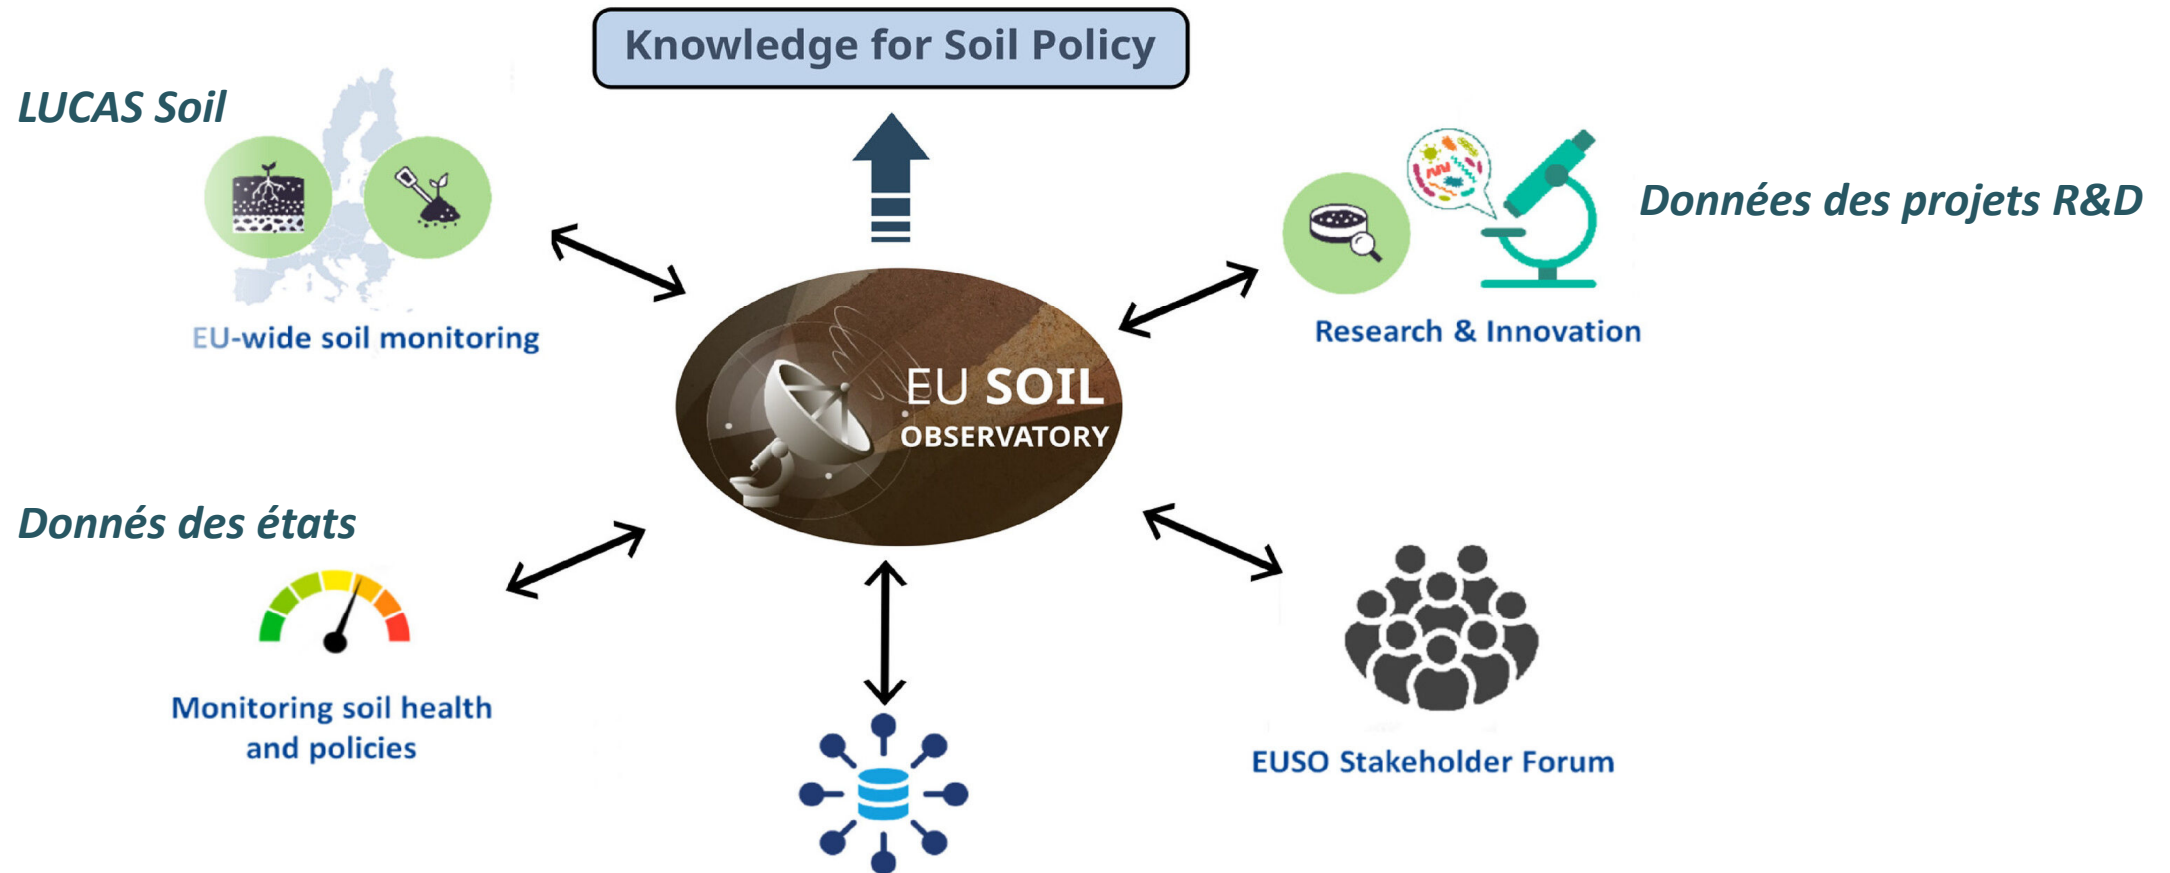 Knowledge for Soil Policy
LUCAS Soil
EU-wide soil monitoring
Données des projets R&D
Research & Innovation
EU SOIL
OBSERVATORY
Donnés des états
Monitoring soil health
and policies
EUSO Stakeholder Forum